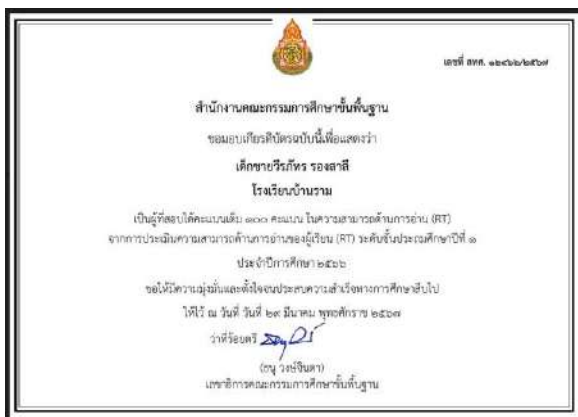 เลขที่ สทศ. ๑๒๔๖๖/๒๕๖๗
สำนักงานคณะกรรมการศึกษาขั้นพื้นฐาน
ขอมอบเกียรติบัตรฉบับนี้เพื่อแสดงว่า
เด็กชายวีรภัทร รองสาลี
โรงเรียนบ้านราม
เป็นผู้ที่สอบได้คะแนนเต็ม ๑๐๐ คะแนน ในความสามารถด้านการอ่าน (RT)
จากการประเมินความสามารถด้านการอ่านของผู้เรียน (RT) ระดับชั้นประถมศึกษาปีที่ ๑
ประจำปีการศึกษา ๒๕๖๖
ขอให้มีความมุ่งมั่นและตั้งใจจนประสบความสำเร็จทางการศึกษาสืบไป
ให้ไว้ ณ วันที่ วันที่ ๒๙ มีนาคม พุทธศักราช ๒๕๖๗
ว่าที่ร้อยตรี
(ธนุ วงษ์จินดา)
เลขาธิการคณะกรรมการศึกษาขั้นพื้นฐาน